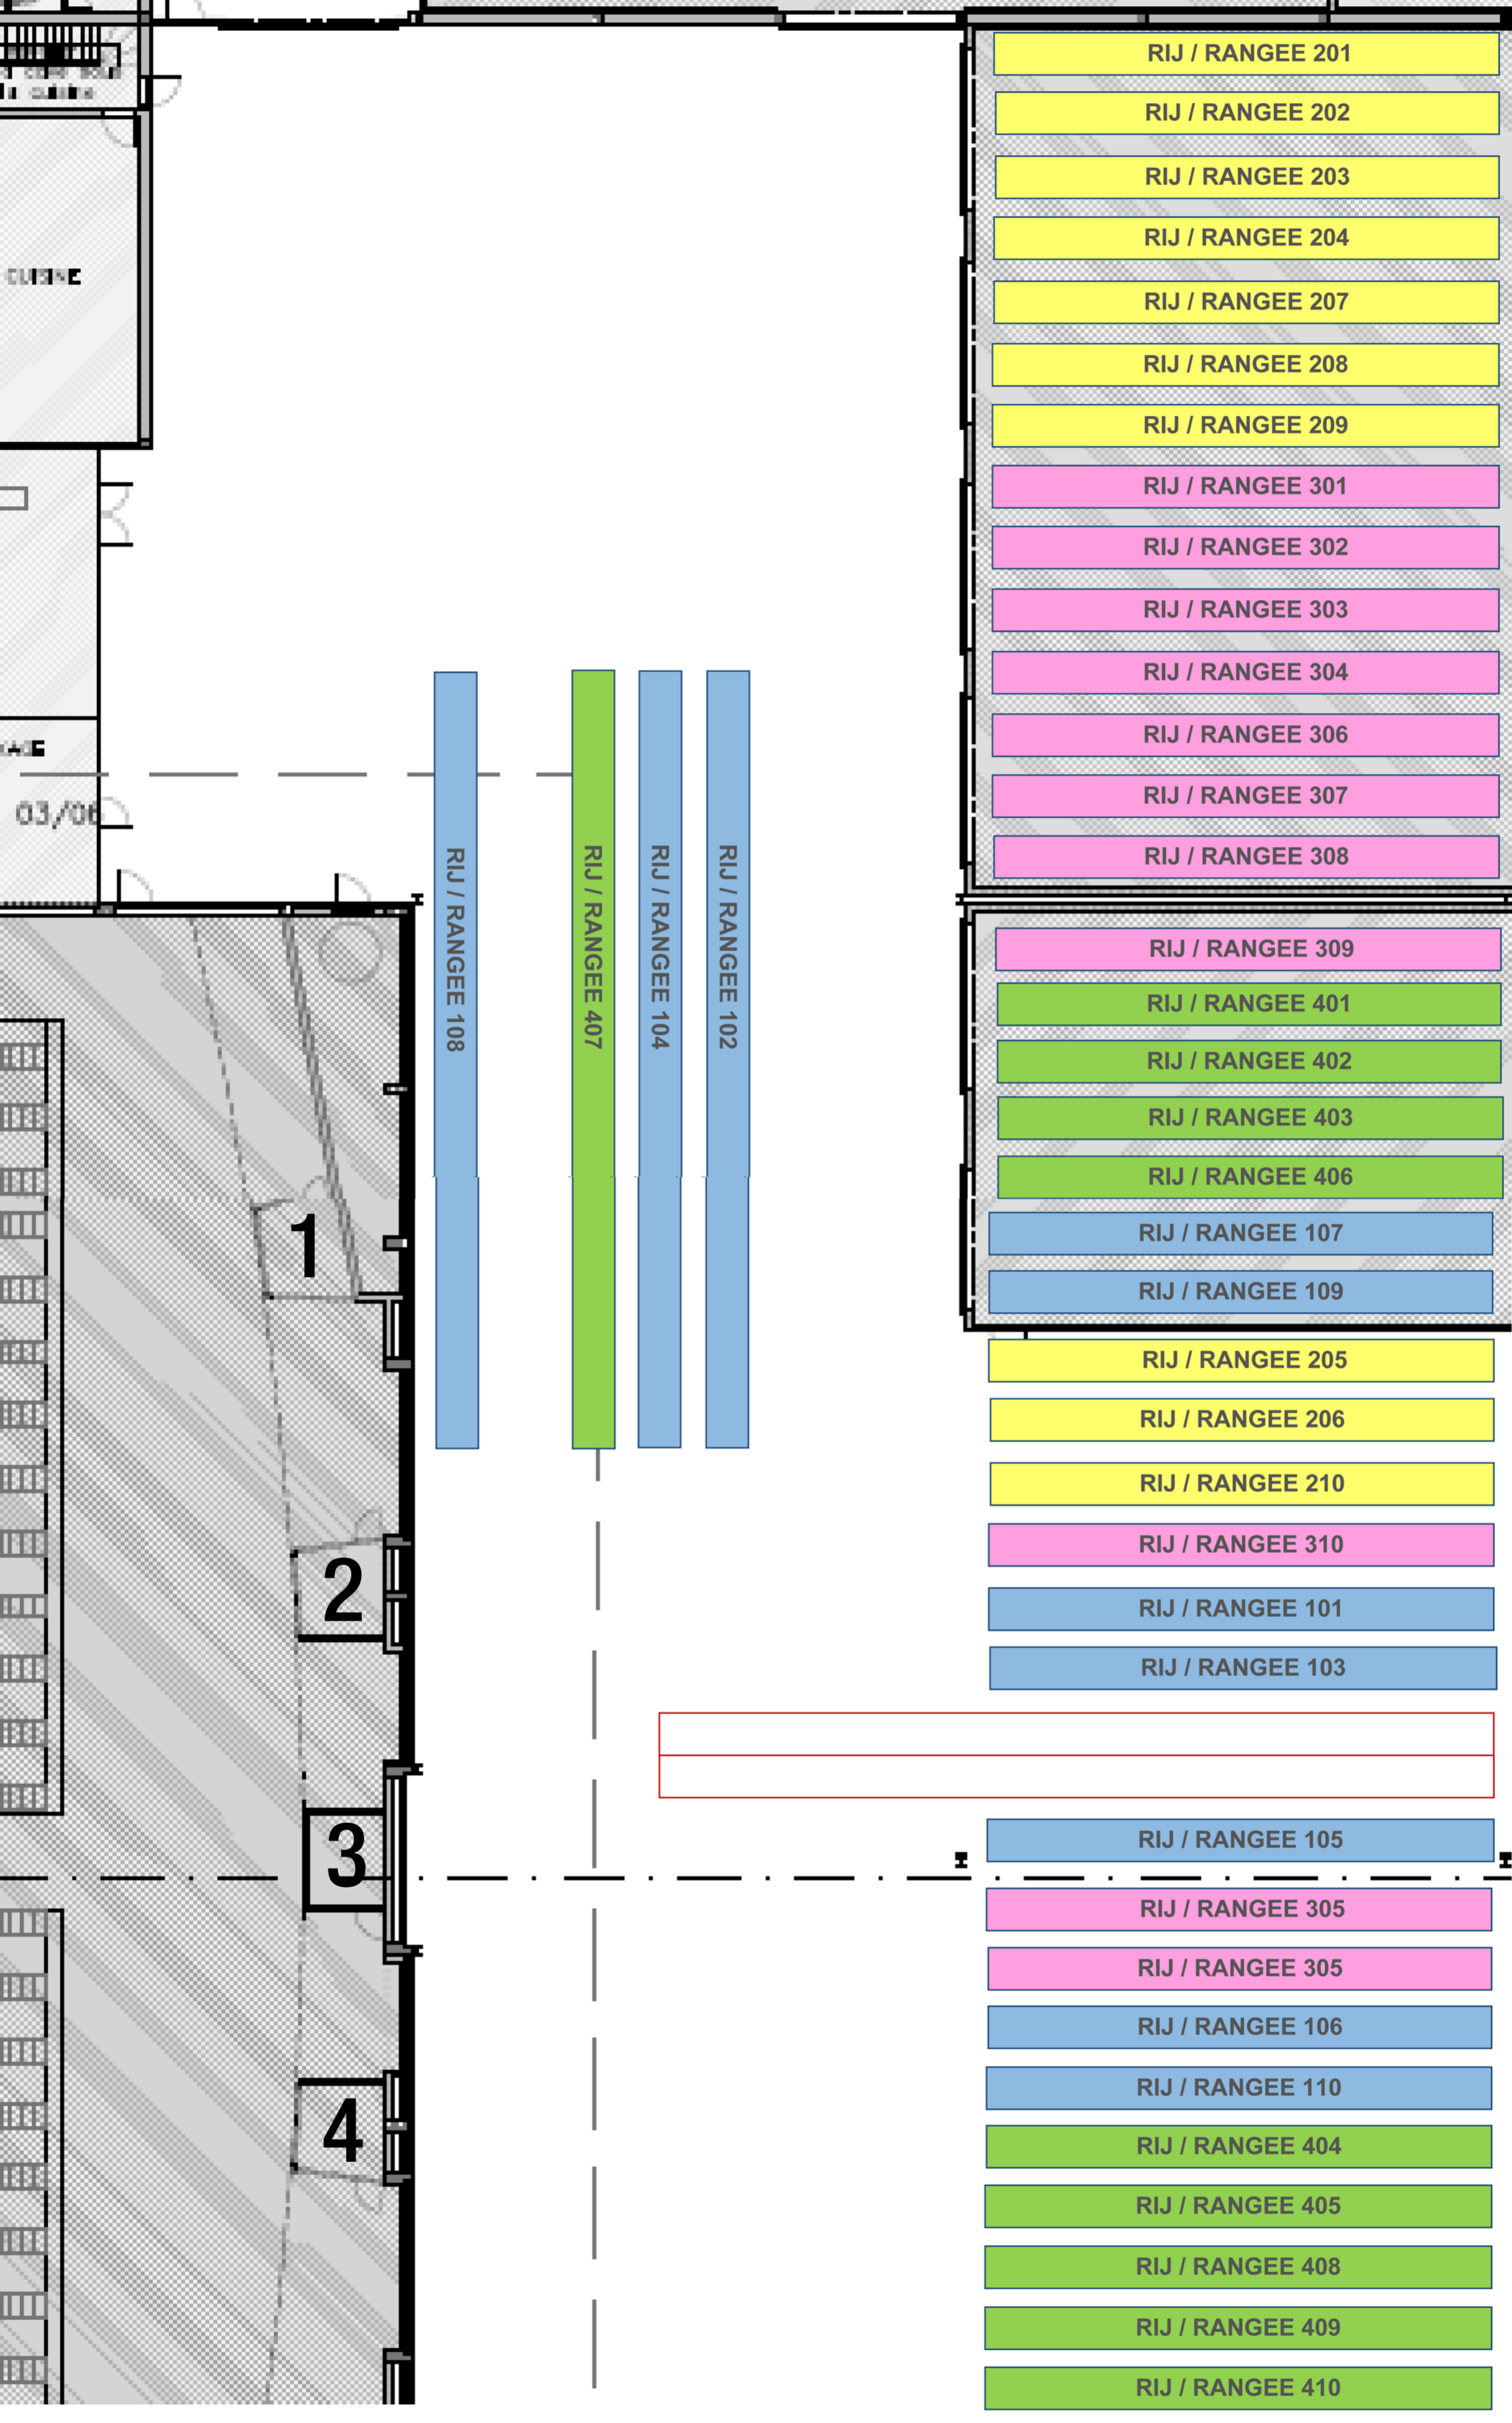 RIJ / RANGEE 201
RIJ / RANGEE 202
RIJ / RANGEE 203
RIJ / RANGEE 204
CUISINE
RIJ / RANGEE 207
RIJ / RANGEE 208
RIJ / RANGEE 209
RIJ / RANGEE 301
RIJ / RANGEE 302
RIJ / RANGEE 303
RIJ / RANGEE 304
RIJ / RANGEE 306
RIJ / RANGEE 307
03/06
RIJ / RANGEE 308
RIJ / RANGEE 108
RIJ / RANGEE 407
RIJ / RANGEE 104
RIJ / RANGEE 102
RIJ / RANGEE 309
RIJ / RANGEE 401
RIJ / RANGEE 402
RIJ / RANGEE 403
RIJ / RANGEE 406
RIJ / RANGEE 107
1
RIJ / RANGEE 109
RIJ / RANGEE 205
RIJ / RANGEE 206
RIJ / RANGEE 210
RIJ / RANGEE 310
2
RIJ / RANGEE 101
RIJ / RANGEE 103
RIJ / RANGEE 105
3
RIJ / RANGEE 305
RIJ / RANGEE 305
RIJ / RANGEE 106
RIJ / RANGEE 110
4
RIJ / RANGEE 404
RIJ / RANGEE 405
RIJ / RANGEE 408
RIJ / RANGEE 409
RIJ / RANGEE 410